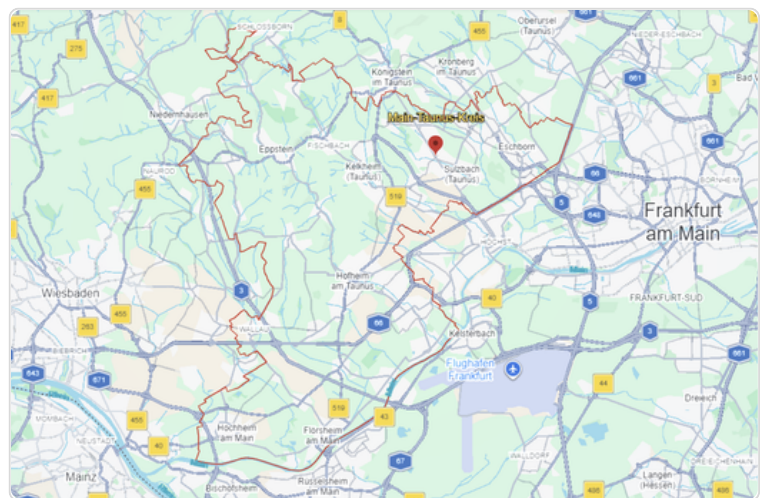 417
275
SCHLOSSBORN
8
455
Oberursel
(Taunus)
661
NIEDER-ESCHBACH
417
Königstein
im Taunus
Kronberg
im Taunus
661
3
Bad V
Niedernhausen
Main-Taunus-Kreis
661
Eppstein
FISCHBACH
Eschborn
NAUROD
455
Kelkheim
(Taunus)
Sulzbach
(Taunus)
66
BORNHEIM
519
5
648
Frankfurt
am Main
HÖCHST
Main
Hofheim
am Taunus
Wiesbaden
3
40
5
FRANKFURT-SÜD
455
263
66
WALLAU
Kelsterbach
3
BIEBRICH
661
643
671
Flughafen
Frankfurt
44
Dreieich
MOMBACH
455
519
43
NEUSTADT
Hochheim
am Main
Flörsheim
am Main
40
WALLDORF
DREIEICHENHAIN
67
Mainz
Bischofsheim
Rüsselsheim
am Main
Langen
(Hessen)
486
486